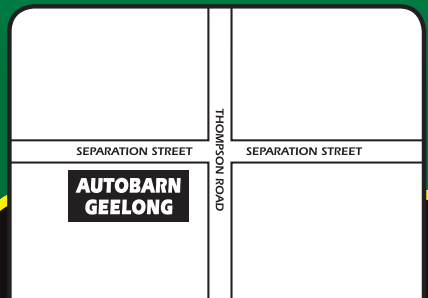 THOMPSON ROAD
SEPARATION STREET
SEPARATION STREET
AUTOBARN
GEELONG